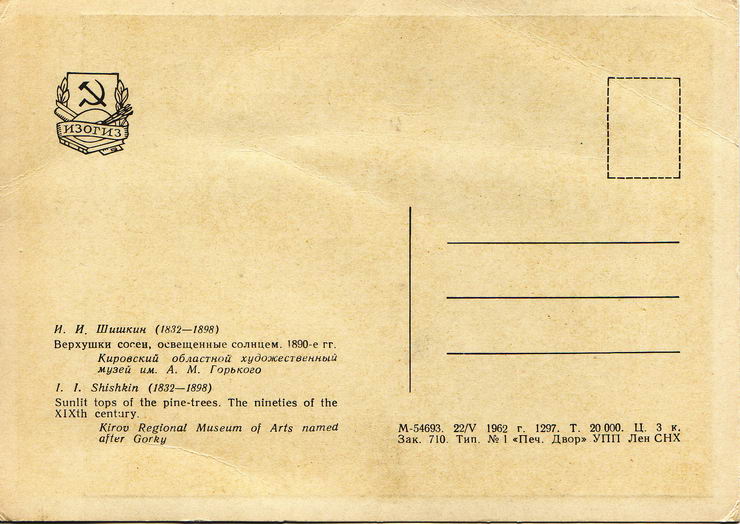 ИЗОГИЗ
И. И. Шишкин (1832—1898)
Верхушки сосен, освещенные солнцем. 1890-е гг.
Кировский областной художественный
музей им. А. М. Горького
I. I. Shishkin (1832—1898)
Sunlit tops of the pine-trees. The nineties of the
XIXth century.
Kirov Regional Museum of Arts named
after Gorky
М-54693. 22/V 1962 г. 1297. Т. 20 000. Ц. 3 к.
Зак. 710. Тип. № 1 «Печ. Двор» УПП Лен СНХ